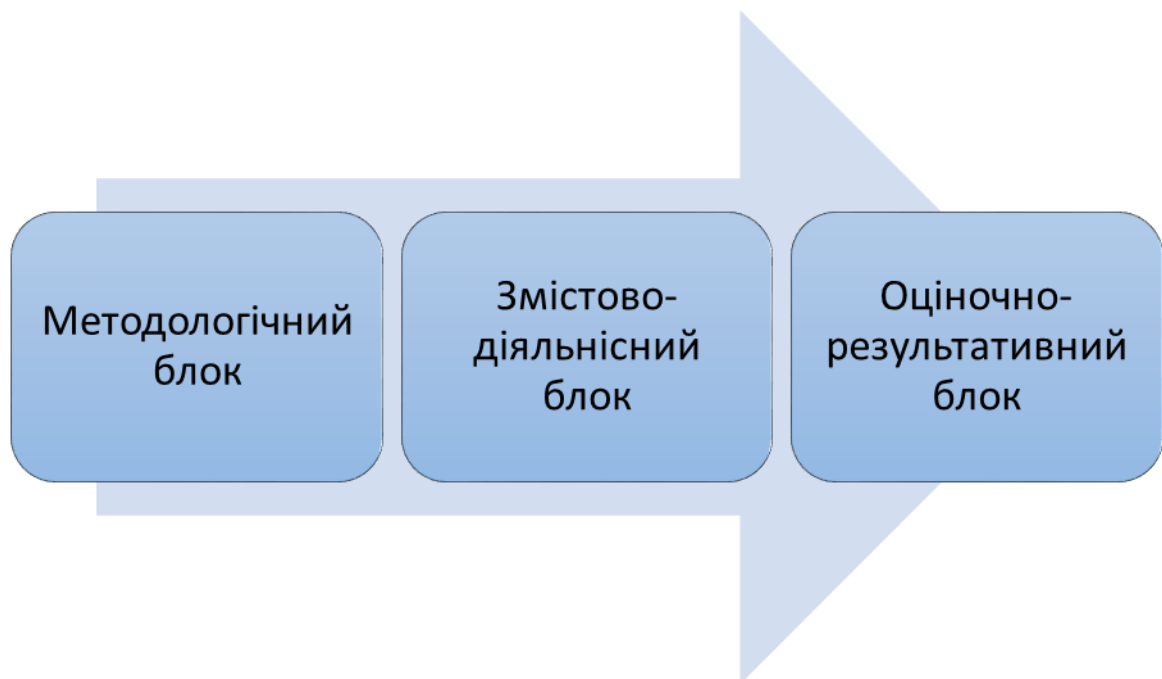 Методологічний
блок
Змістово-
діяльнісний
блок
Оціночно-
результативний
блок